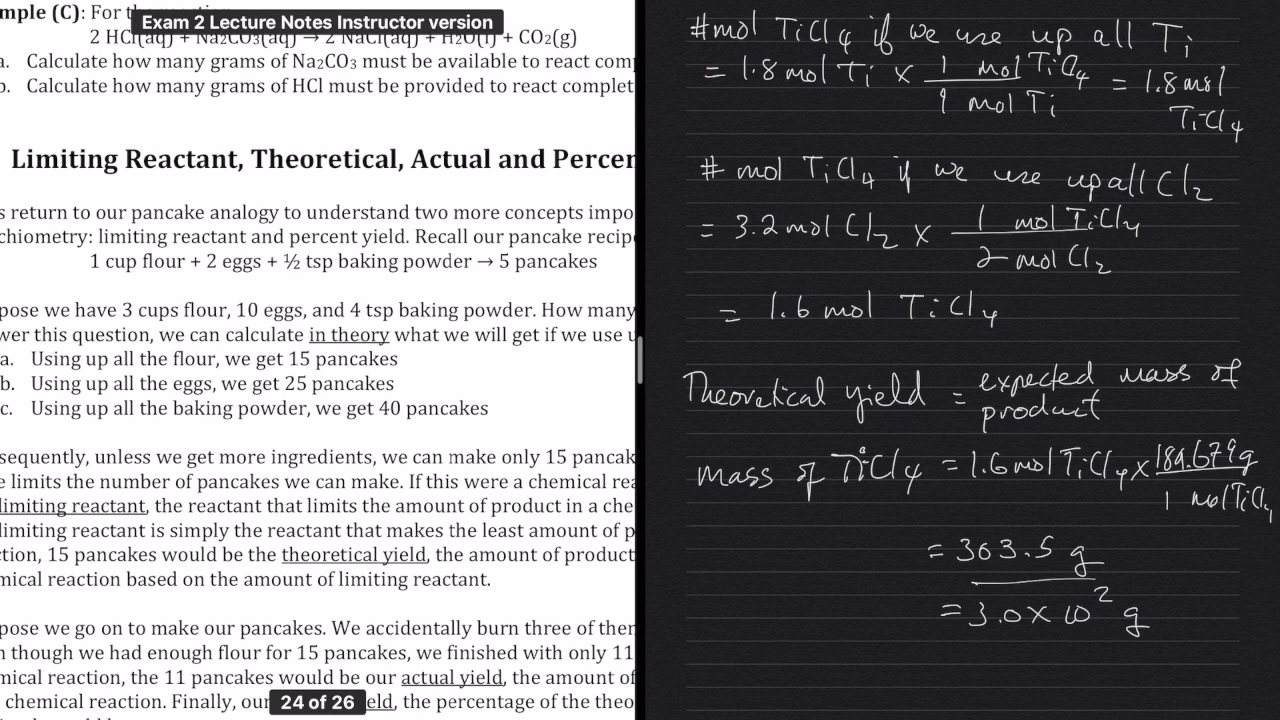 Exam 2 Lecture Notes Instructor version
mple (C): For
2 HCl(aq) + Na₂CO₃(aq) → 2 NaCl(aq) + H₂O(l) + CO₂(g)
a. Calculate how many grams of Na₂CO₃ must be available to react com
b. Calculate how many grams of HCl must be provided to react complet
Limiting Reactant, Theoretical, Actual and Percen
s return to our pancake analogy to understand two more concepts impo
chiometry: limiting reactant and percent yield. Recall our pancake recipe
1 cup flour + 2 eggs + ½ tsp baking powder → 5 pancakes
pose we have 3 cups flour, 10 eggs, and 4 tsp baking powder. How many
wer this question, we can calculate in theory what we will get if we use u
a. Using up all the flour, we get 15 pancakes
b. Using up all the eggs, we get 25 pancakes
c. Using up all the baking powder, we get 40 pancakes
sequently, unless we get more ingredients, we can make only 15 pancak
e limits the number of pancakes we can make. If this were a chemical rea
limiting reactant, the reactant that limits the amount of product in a che
limiting reactant is simply the reactant that makes the least amount of p
ction, 15 pancakes would be the theoretical yield, the amount of product
mical reaction based on the amount of limiting reactant.
pose we go on to make our pancakes. We accidentally burn three of ther
n though we had enough flour for 15 pancakes, we finished with only 11
mical reaction, the 11 pancakes would be our actual yield, the amount of
chemical reaction. Finally, our eld, the percentage of the theo
24 of 26
#mol TiCl₄ if we use up all Ti
= 1.8 mol Ti × 1 mol TiCl₄ / 1 mol Ti = 1.8 mol TiCl₄
# mol TiCl₄ if we use up all Cl₂
= 3.2 mol Cl₂ × 1 mol TiCl₄ / 2 mol Cl₂
= 1.6 mol TiCl₄
Theoretical yield = expected mass of product
mass of TiCl₄ = 1.6 mol TiCl₄ × 189.679 g / 1 mol TiCl₄
= 303.5 g
= 3.0 × 10² g